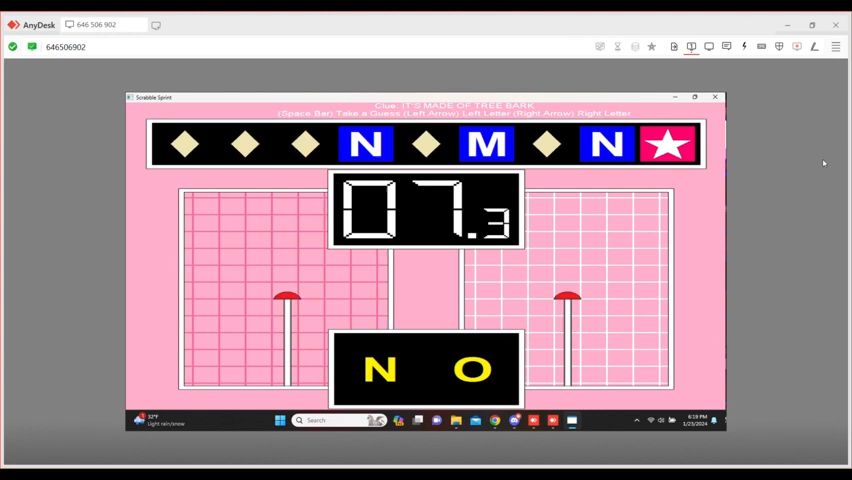 AnyDesk
646 506 902
646506902
Scrabble Sprint
Clue: IT'S MADE OF TREE BARK
(Space Bar) Take a Guess (Left Arrow) Left Letter (Right Arrow) Right Letter
N M N
07.3
N O
32°F
Light rain/snow
Search
6:19 PM
1/23/2024